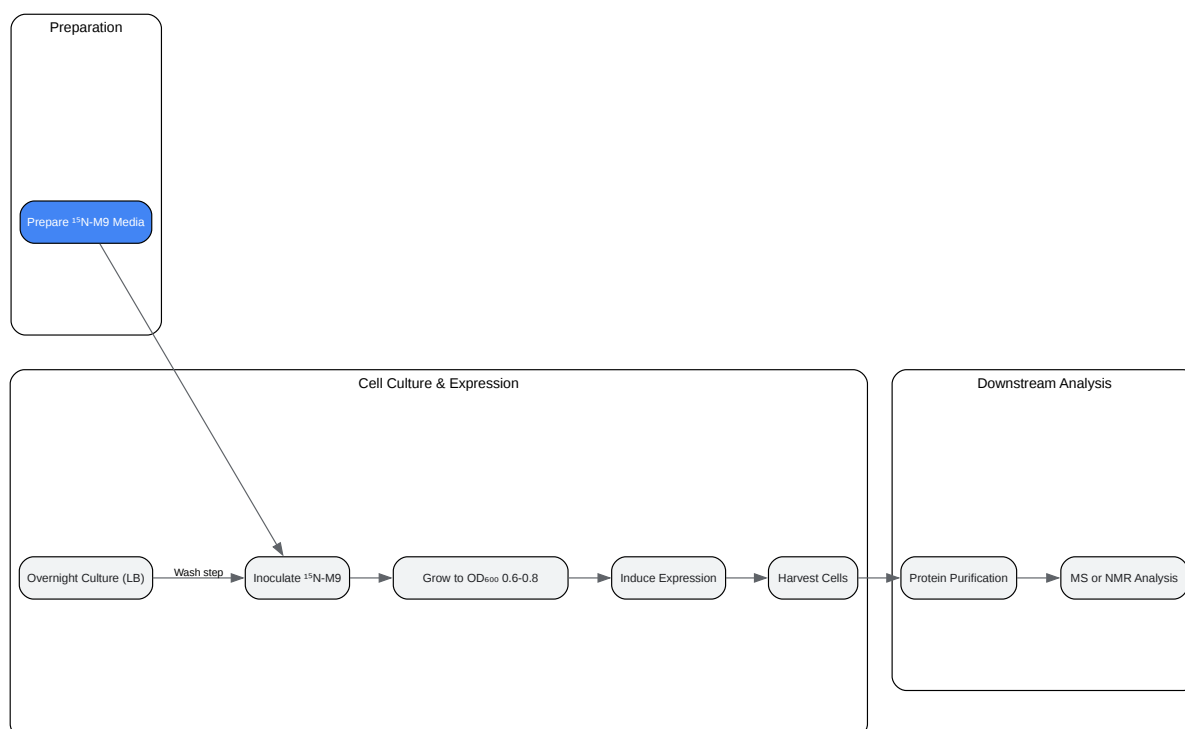 Preparation
Prepare ¹⁵N-M9 Media
Cell Culture & Expression
Downstream Analysis
Overnight Culture (LB)
Wash step
Inoculate ¹⁵N-M9
Grow to OD₆₀₀ 0.6-0.8
Induce Expression
Harvest Cells
Protein Purification
MS or NMR Analysis